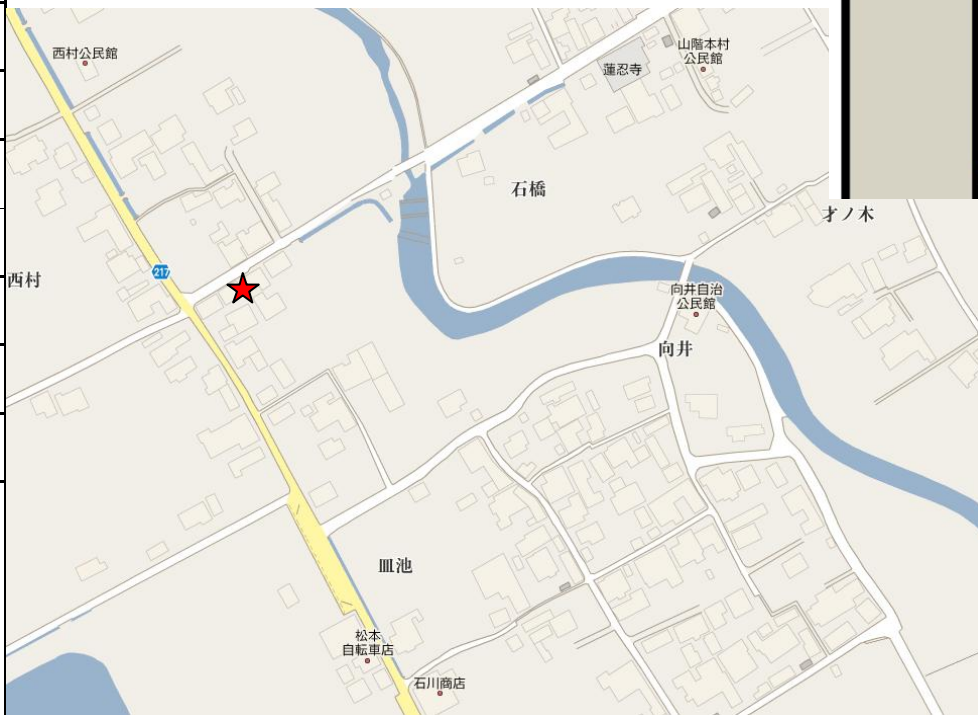 西村公民館
山階本村
公民館
蓮忍寺
石橋
才ノ木
西村
217
向井自治
公民館
向井
皿池
松本
自転車店
石川商店